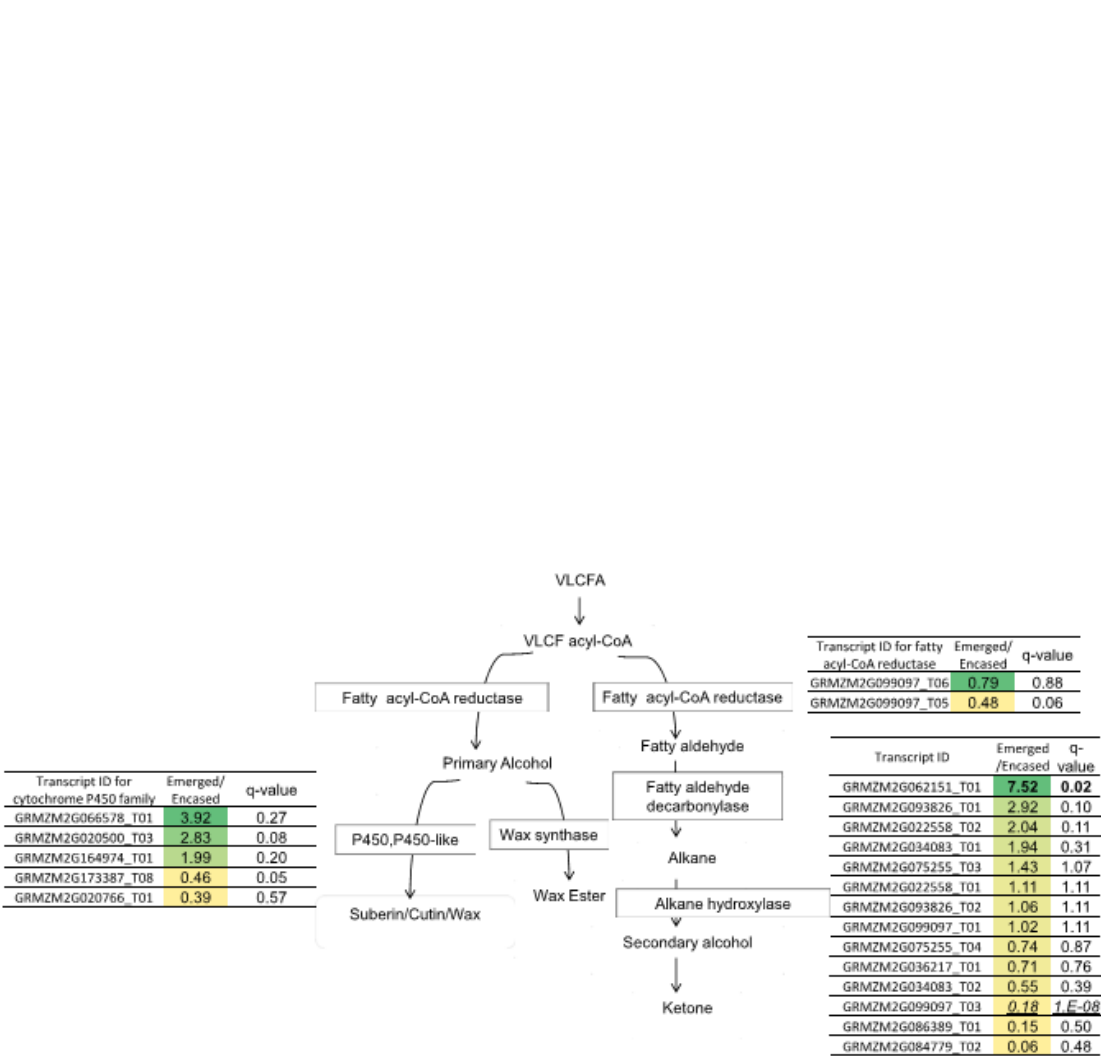 VLCFA
VLCF acyl-CoA
Fatty acyl-CoA reductase
Fatty acyl-CoA reductase
Primary Alcohol
Fatty aldehyde
Fatty aldehyde
decarbonylase
P450,P450-like
Wax synthase
Alkane
Suberin/Cutin/Wax
Wax Ester
Alkane hydroxylase
Secondary alcohol
Ketone
Transcript ID for cytochrome P450 family Emerged/ Encased q-value
GRMZM2G066578_T01 3.92 0.27
GRMZM2G020500_T03 2.83 0.08
GRMZM2G164974_T01 1.99 0.20
GRMZM2G173387_T08 0.46 0.05
GRMZM2G020766_T01 0.39 0.57
Transcript ID for fatty acyl-CoA reductase Emerged/ Encased q-value
GRMZM2G099097_T06 0.79 0.88
GRMZM2G099097_T05 0.48 0.06
Transcript ID Emerged /Encased q- value
GRMZM2G062151_T01 7.52 0.02
GRMZM2G093826_T01 2.92 0.10
GRMZM2G022558_T02 2.04 0.11
GRMZM2G034083_T01 1.94 0.31
GRMZM2G075255_T03 1.43 1.07
GRMZM2G022558_T01 1.11 1.11
GRMZM2G093826_T02 1.06 1.11
GRMZM2G099097_T01 1.02 1.11
GRMZM2G075255_T04 0.74 0.87
GRMZM2G036217_T01 0.71 0.76
GRMZM2G034083_T02 0.55 0.39
GRMZM2G099097_T03 0.18 1.E-08
GRMZM2G086389_T01 0.15 0.50
GRMZM2G084779_T02 0.06 0.48